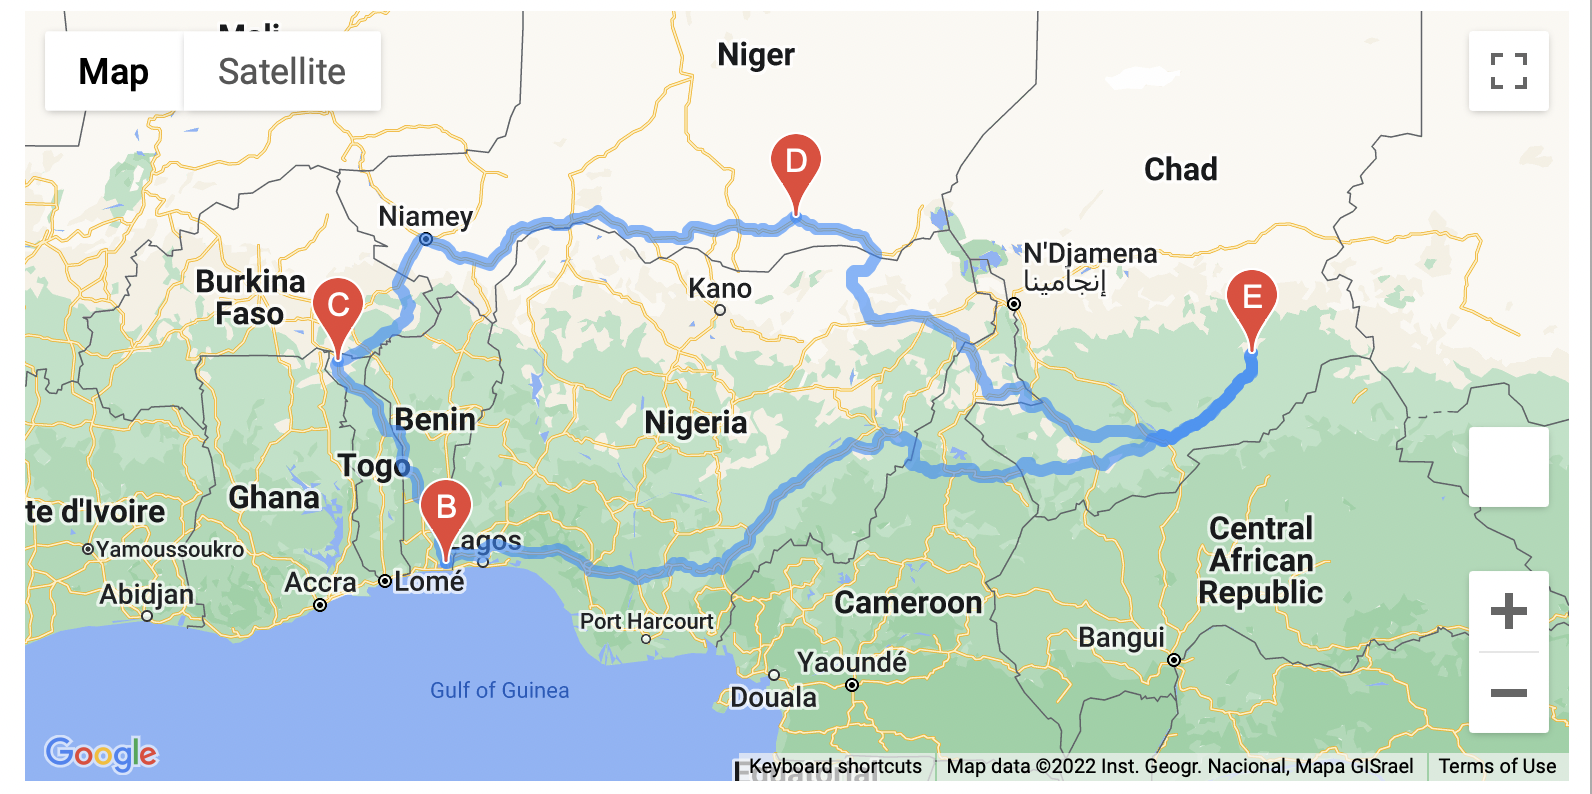 Niger
Map
Satellite
D
Chad
Niamey
N'Djamena
إنجامينا
Burkina
Faso
Kano
C
E
Benin
Nigeria
Togo
Ghana
B
te d'Ivoire
Lagos
Yamoussoukro
Central
African
Republic
Accra
Lomé
Abidjan
Cameroon
Port Harcourt
Bangui
Yaoundé
Gulf of Guinea
Douala
Google
Keyboard shortcuts
Map data ©2022 Inst. Geogr. Nacional, Mapa GISrael
Terms of Use